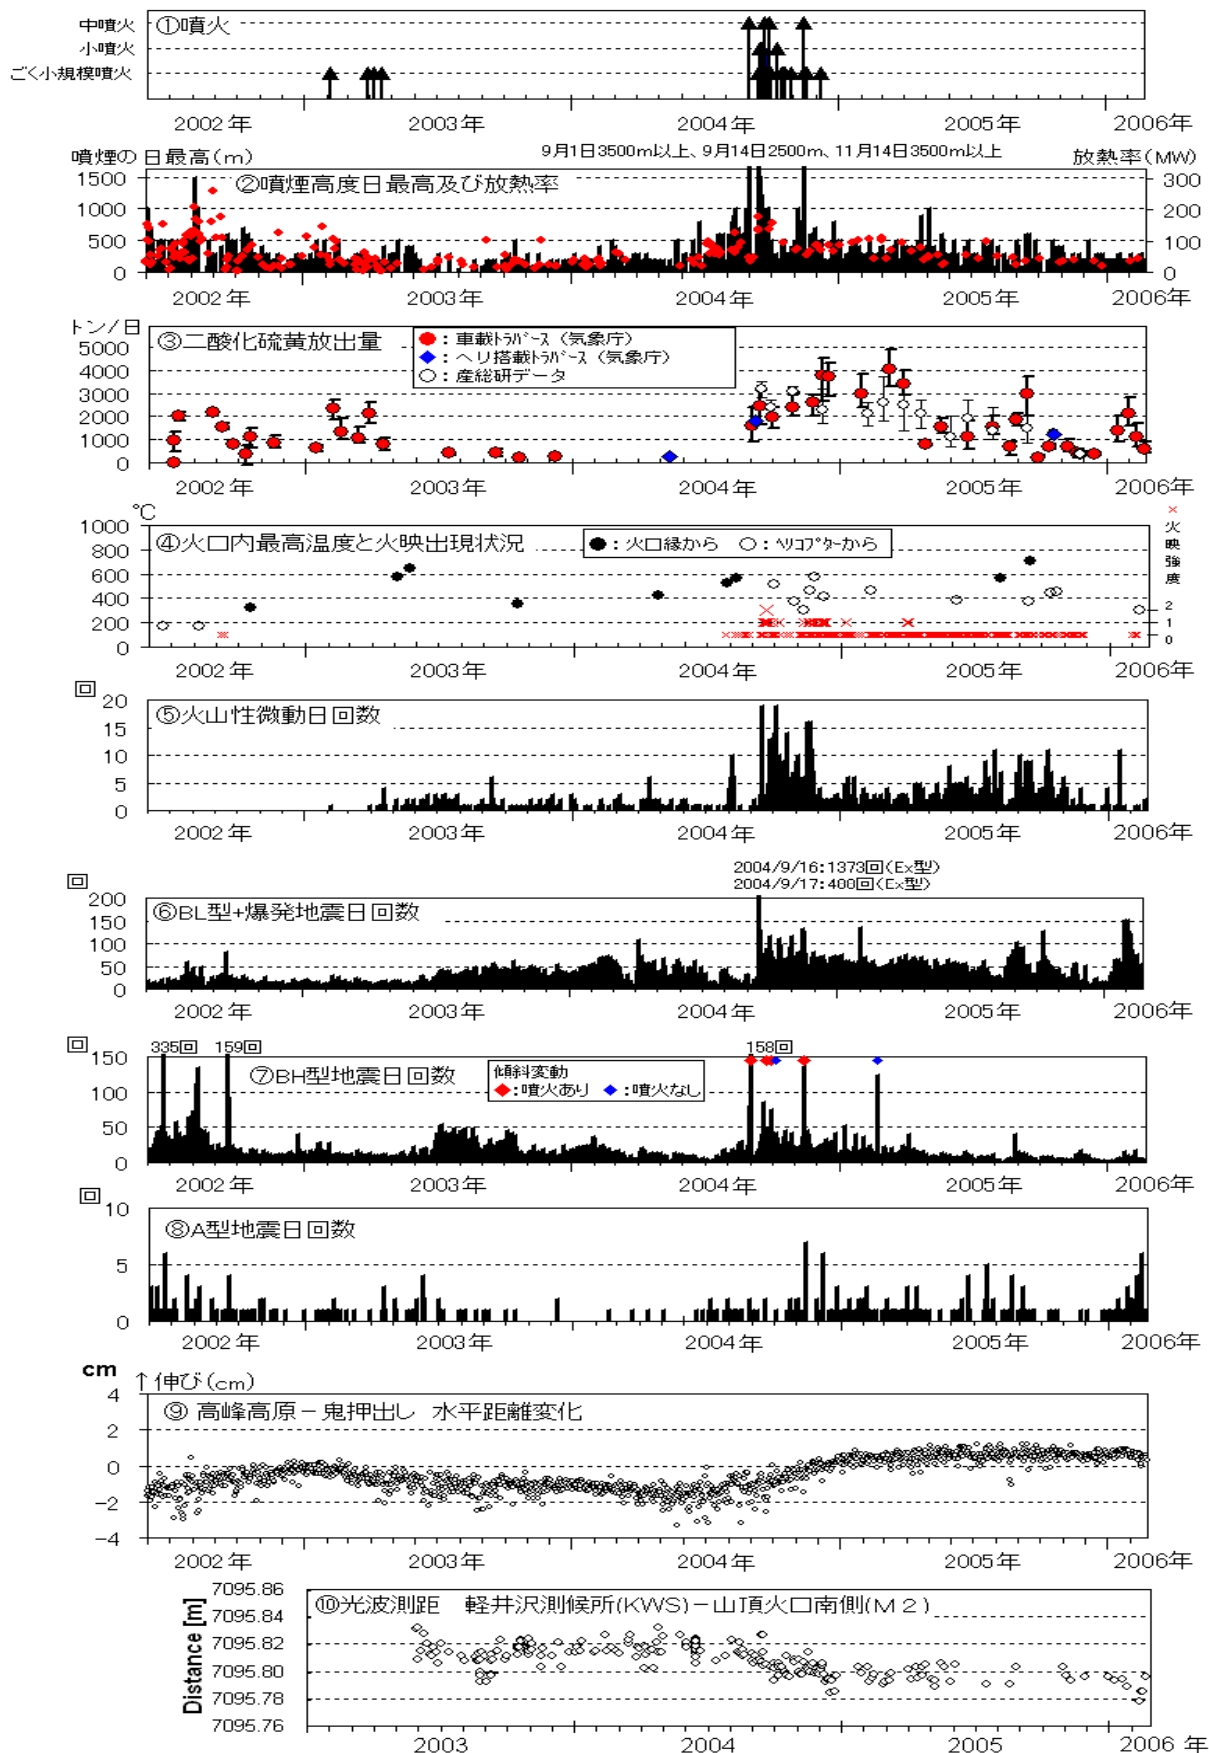 中噴火
小噴火
ごく小規模噴火
①噴火
2002年 2003年 2004年 2005年 2006年
噴煙の日最高(m) 9月1日3500m以上、9月14日2500m、11月14日3500m以上 放熱率(MW)
②噴煙高度日最高及び放熱率
1500 300
1000 200
500 100
0 0
2002年 2003年 2004年 2005年 2006年
トン/日
③二酸化硫黄放出量
●：車載トラバース（気象庁）
◆：ヘリ搭載トラバース（気象庁）
○：産総研データ
5000
4000
3000
2000
1000
0
2002年 2003年 2004年 2005年 2006年
℃
④火口内最高温度と火映出現状況
●：火口縁から ○：ヘリコプターから
× 火映強度
1000
800
600
400 2
200 1
0 0
2002年 2003年 2004年 2005年 2006年
回
⑤火山性微動日回数
20
15
10
5
0
2002年 2003年 2004年 2005年 2006年
2004/9/16:1373回(Ex型)
2004/9/17:400回(Ex型)
回
⑥BL型+爆発地震日回数
200
150
100
50
0
2002年 2003年 2004年 2005年 2006年
回
335回 159回 158回
⑦BH型地震日回数
傾斜変動
◆:噴火あり ◆:噴火なし
150
100
50
0
2002年 2003年 2004年 2005年 2006年
回
⑧A型地震日回数
10
5
0
2002年 2003年 2004年 2005年 2006年
cm
↑伸び(cm)
⑨ 高峰高原－鬼押出し 水平距離変化
4
2
0
-2
-4
2002年 2003年 2004年 2005年 2006年
Distance [m]
⑩光波測距 軽井沢測候所(KWS)－山頂火口南側(M2)
7095.86
7095.84
7095.82
7095.80
7095.78
7095.76
2003 2004 2005 2006 年